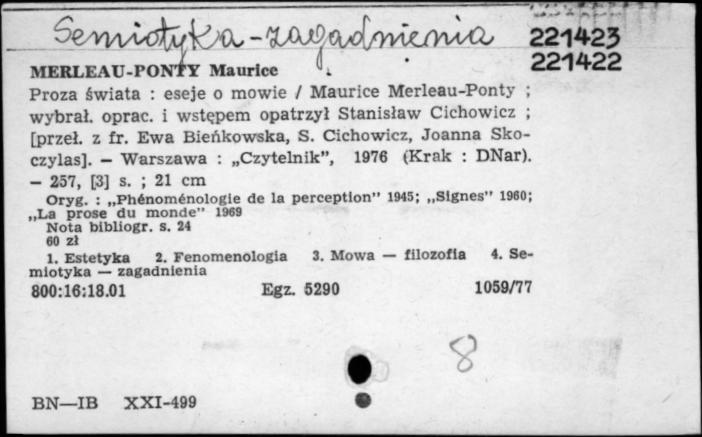 Semiotyka - zagadnienia
221423
221422
MERLEAU-PONTY Maurice
Proza świata : eseje o mowie / Maurice Merleau-Ponty ;
wybrał. oprac. i wstępem opatrzył Stanisław Cichowicz ;
[przeł. z fr. Ewa Bieńkowska, S. Cichowicz, Joanna Sko-
czylas]. — Warszawa : „Czytelnik”, 1976 (Krak : DNar).
— 257, [3] s. ; 21 cm
Oryg. : „Phénoménologie de la perception” 1945; „Signes” 1960;
„La prose du monde” 1969
Nota bibliogr. s. 24
60 zł
1. Estetyka 2. Fenomenologia 3. Mowa — filozofia 4. Se-
miotyka — zagadnienia
800:16:18.01 Egz. 5290 1059/77
8
BN—IB XXI-499